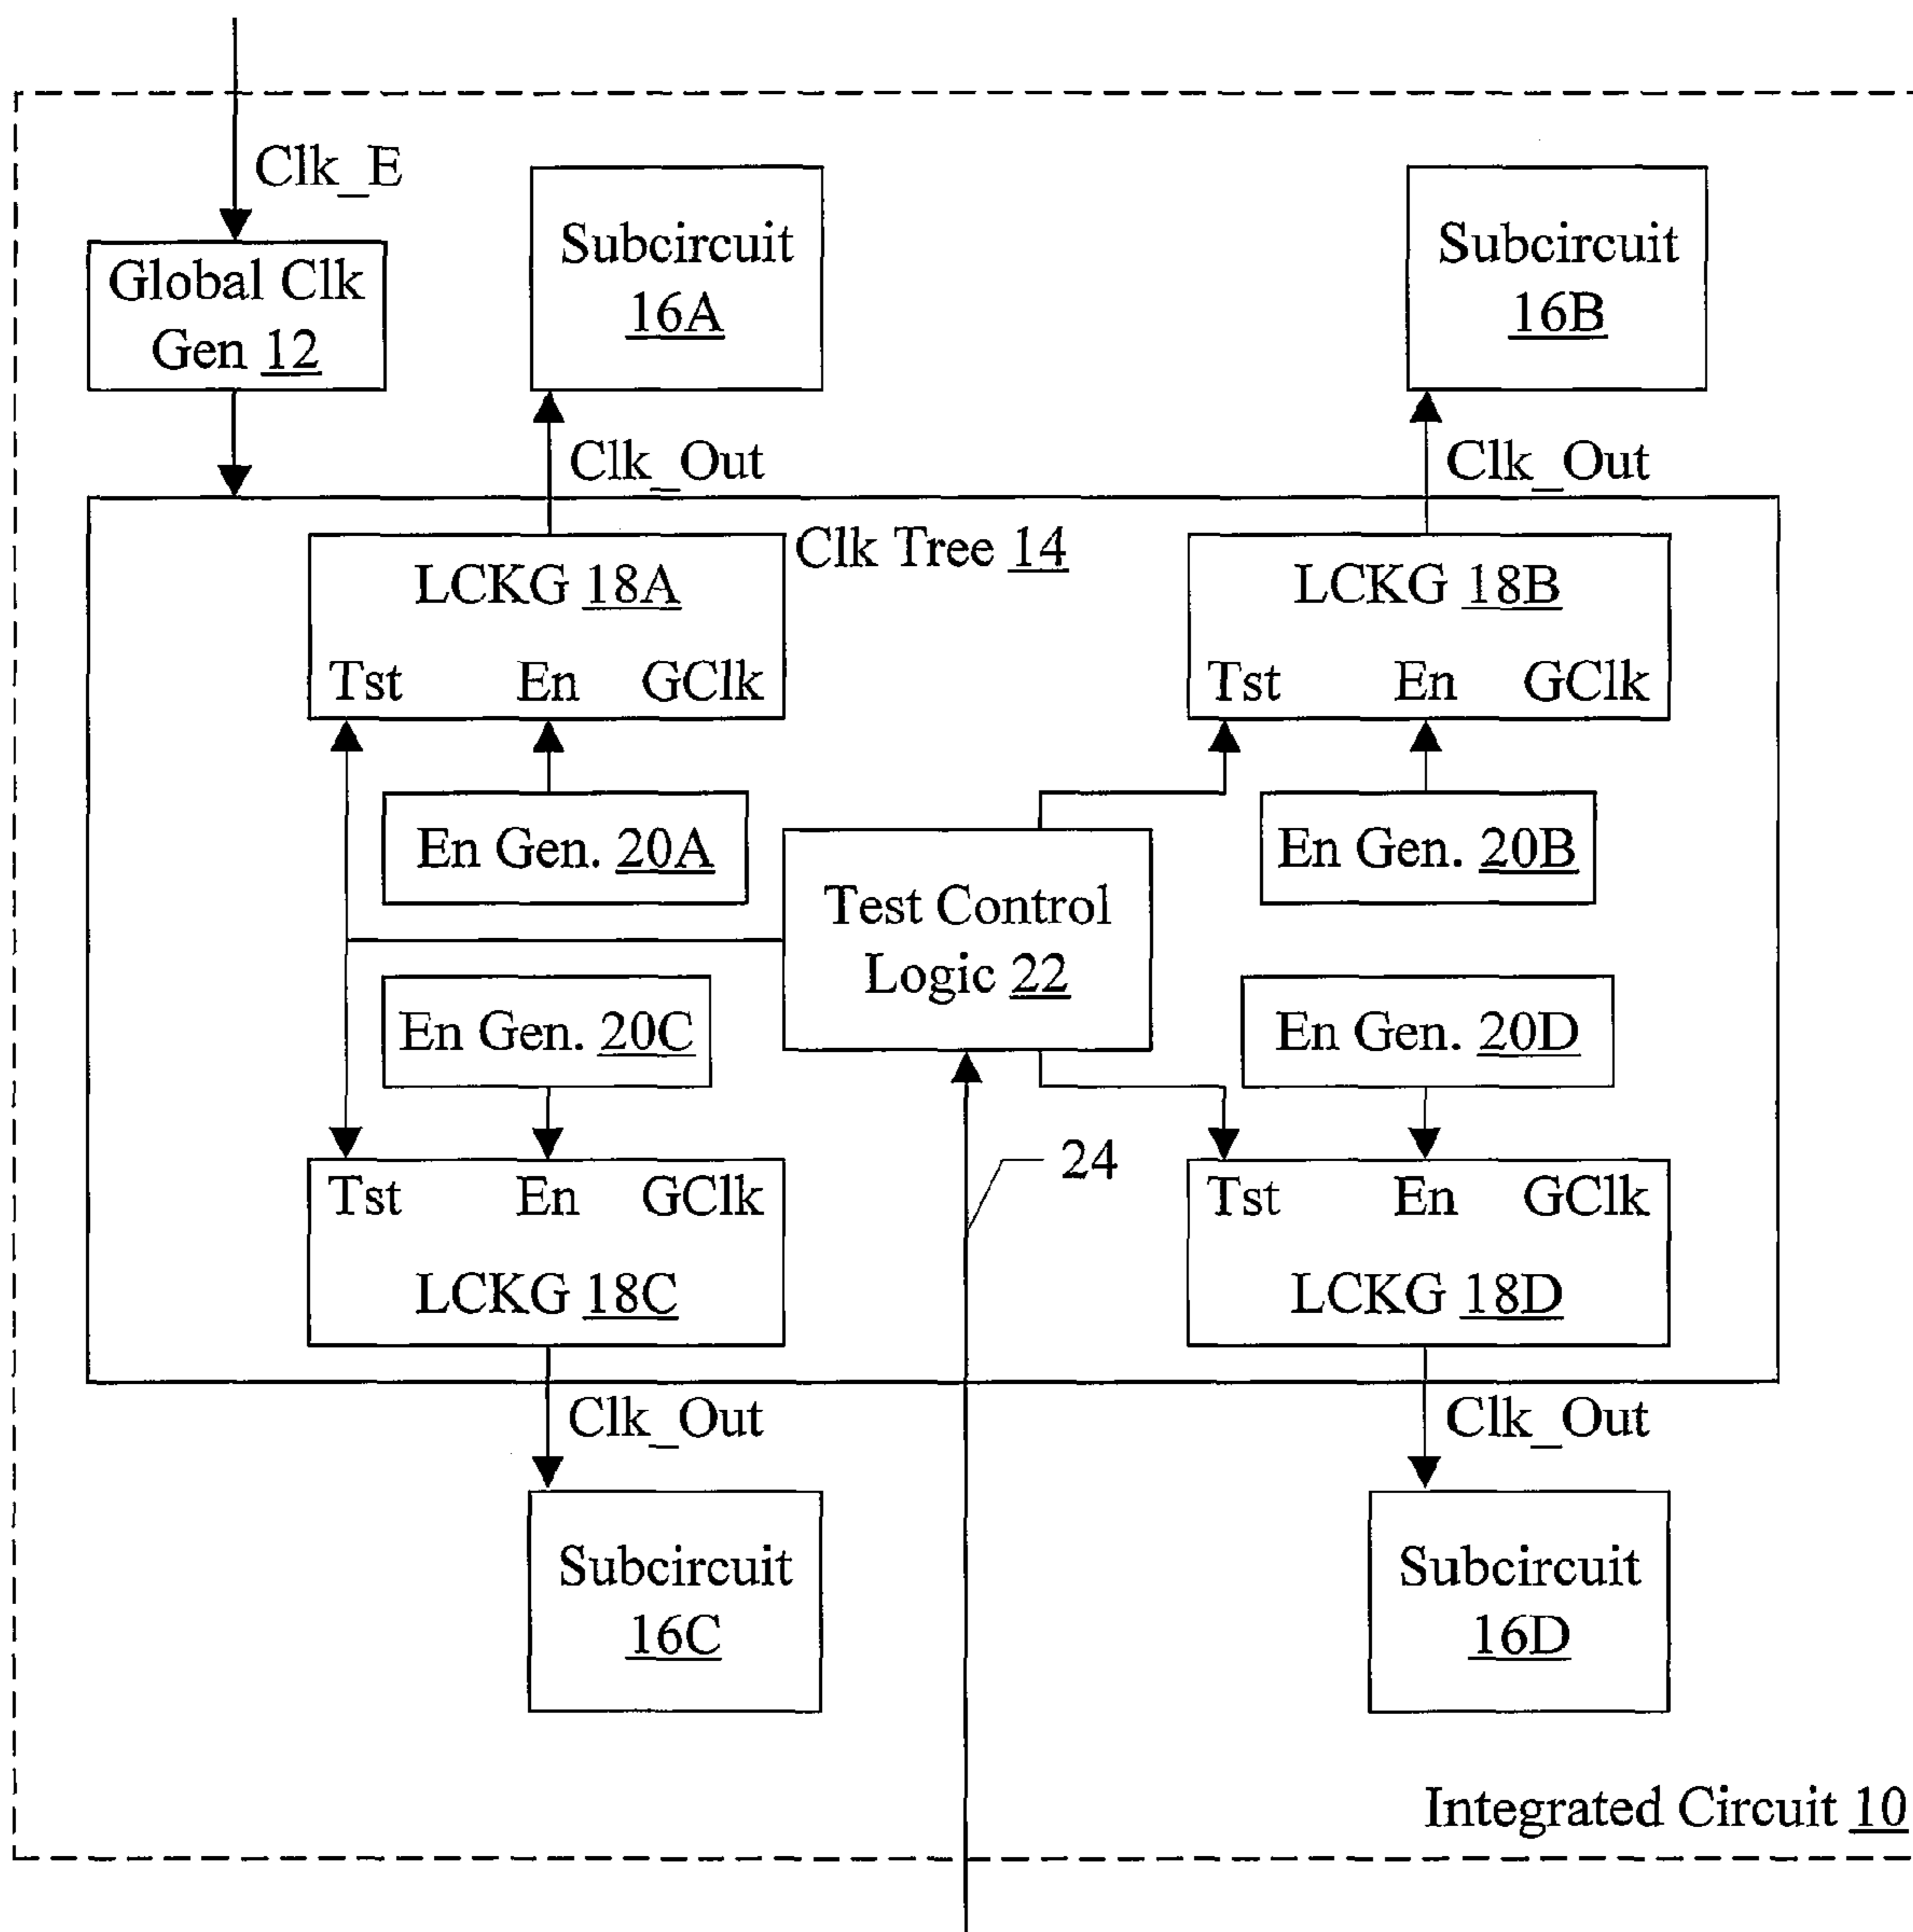 Clk_E
Global Clk
Gen 12
Subcircuit
16A
Subcircuit
16B
Clk_Out
Clk_Out
Clk Tree 14
LCKG 18A
Tst En GClk
LCKG 18B
Tst En GClk
En Gen. 20A
En Gen. 20B
Test Control
Logic 22
En Gen. 20C
En Gen. 20D
24
Tst En GClk
LCKG 18C
Tst En GClk
LCKG 18D
Clk_Out
Clk_Out
Subcircuit
16C
Subcircuit
16D
Integrated Circuit 10